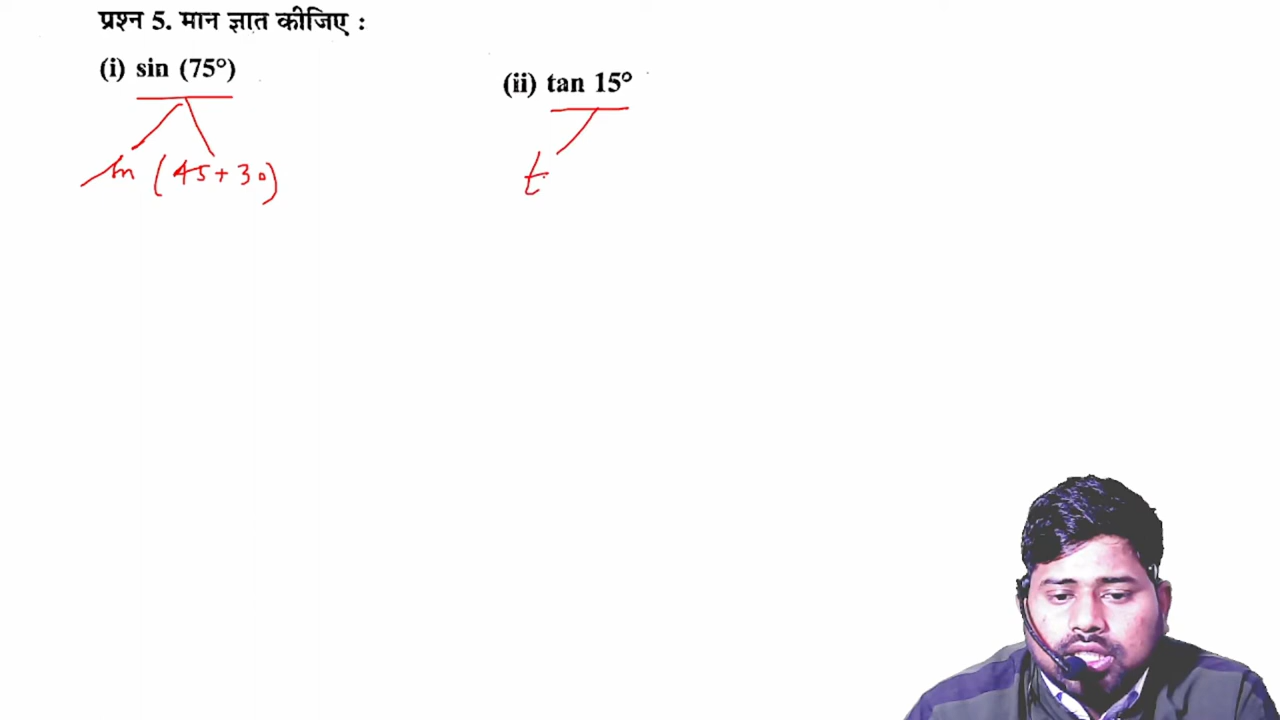 प्रश्न 5. मान ज्ञात कीजिए :
(i) sin (75°)
(ii) tan 15°
sin (45+30)
t